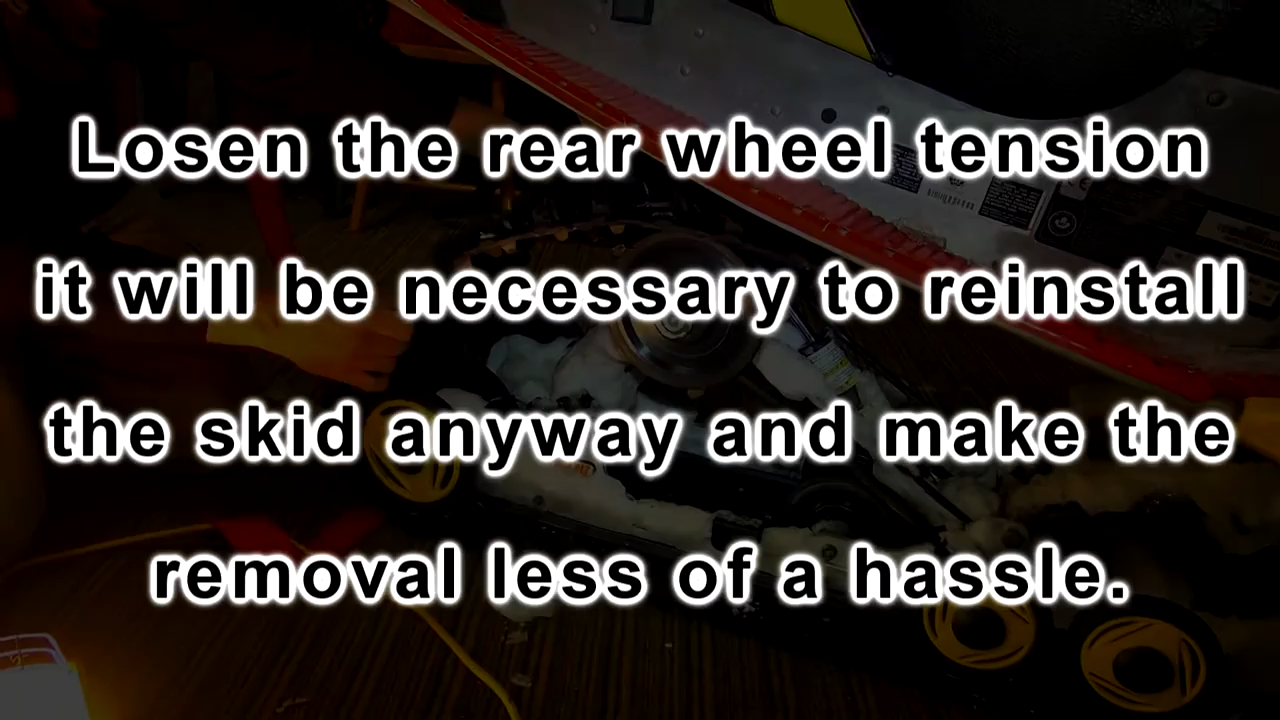 Losen the rear wheel tension
it will be necessary to reinstall
the skid anyway and make the
removal less of a hassle.